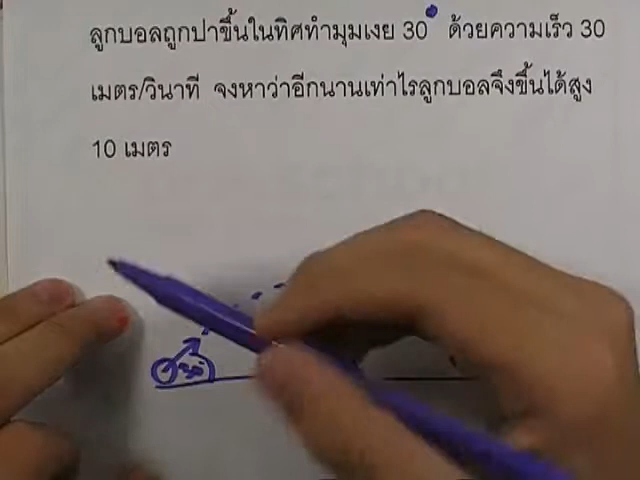 ลูกบอลถูกปาขึ้นในทิศทำมุมเงย 30° ด้วยความเร็ว 30
เมตร/วินาที จงหาว่าอีกนานเท่าไรลูกบอลจึงขึ้นได้สูง
10 เมตร
30°